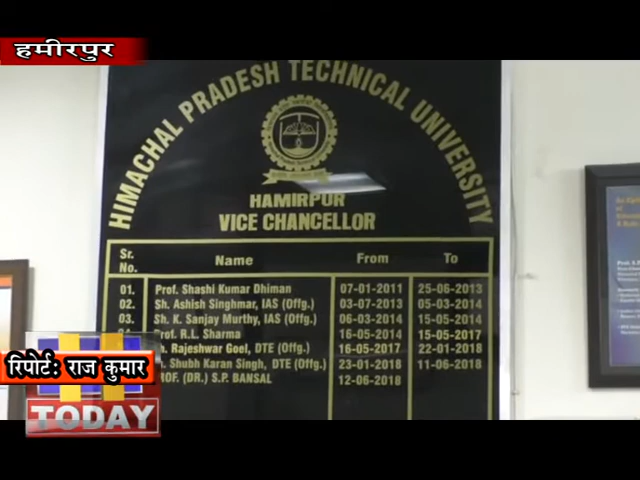 हमीरपुर
HIMACHAL PRADESH TECHNICAL UNIVERSITY
HAMIRPUR
VICE CHANCELLOR
Sr. No. Name From To
01. Prof. Shashi Kumar Dhiman 07-01-2011 25-06-2013
02. Sh. Ashish Singhmar, IAS (Offg.) 03-07-2013 05-03-2014
03. Sh. K. Sanjay Murthy, IAS (Offg.) 06-03-2014 15-05-2014
04. Prof. R.L. Sharma 16-05-2014 15-05-2017
Rajeshwar Goel, DTE (Offg.) 16-05-2017 22-01-2018
Shubh Karan Singh, DTE (Offg.) 23-01-2018 11-06-2018
(DR.) S.P. BANSAL 12-06-2018
रिपोर्ट: राज कुमार
TODAY